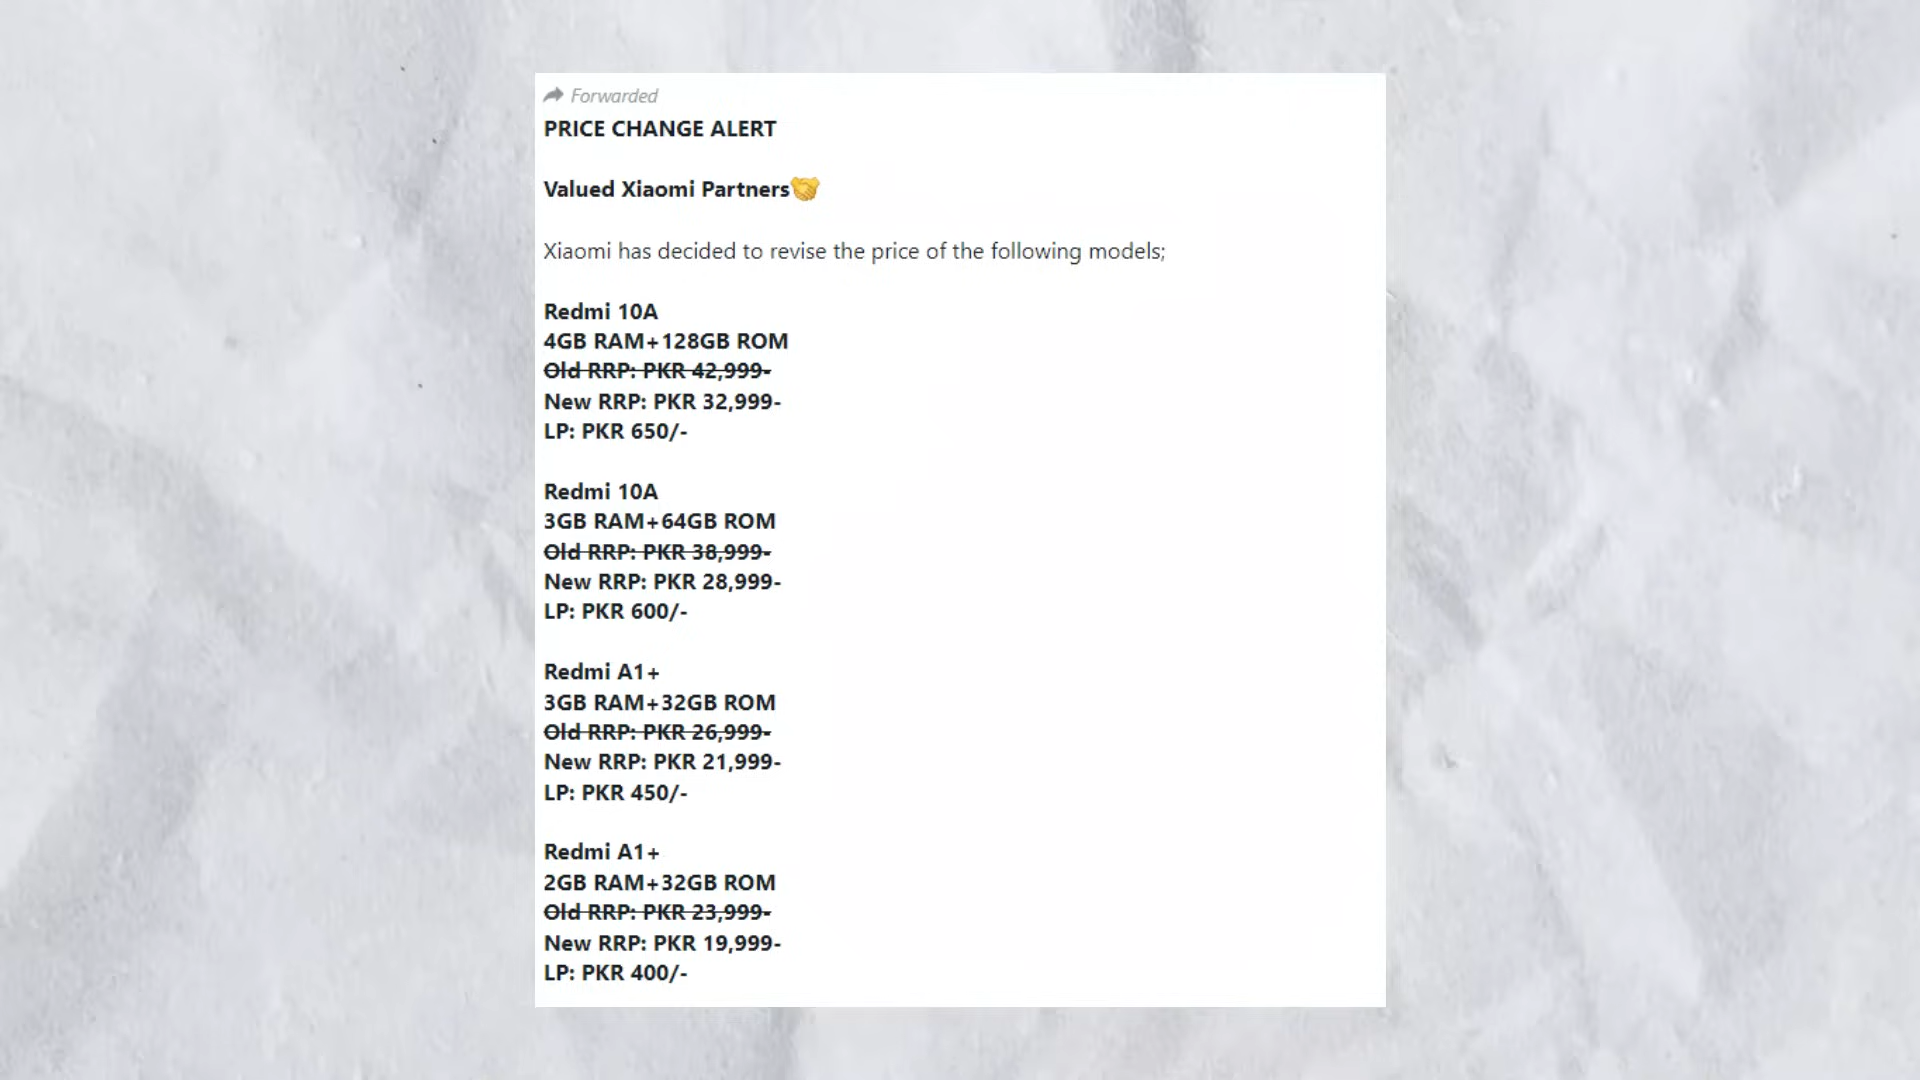 Forwarded
PRICE CHANGE ALERT
Valued Xiaomi Partners🤝
Xiaomi has decided to revise the price of the following models;
Redmi 10A
4GB RAM+128GB ROM
Old RRP: PKR 42,999-
New RRP: PKR 32,999-
LP: PKR 650/-
Redmi 10A
3GB RAM+64GB ROM
Old RRP: PKR 38,999-
New RRP: PKR 28,999-
LP: PKR 600/-
Redmi A1+
3GB RAM+32GB ROM
Old RRP: PKR 26,999-
New RRP: PKR 21,999-
LP: PKR 450/-
Redmi A1+
2GB RAM+32GB ROM
Old RRP: PKR 23,999-
New RRP: PKR 19,999-
LP: PKR 400/-